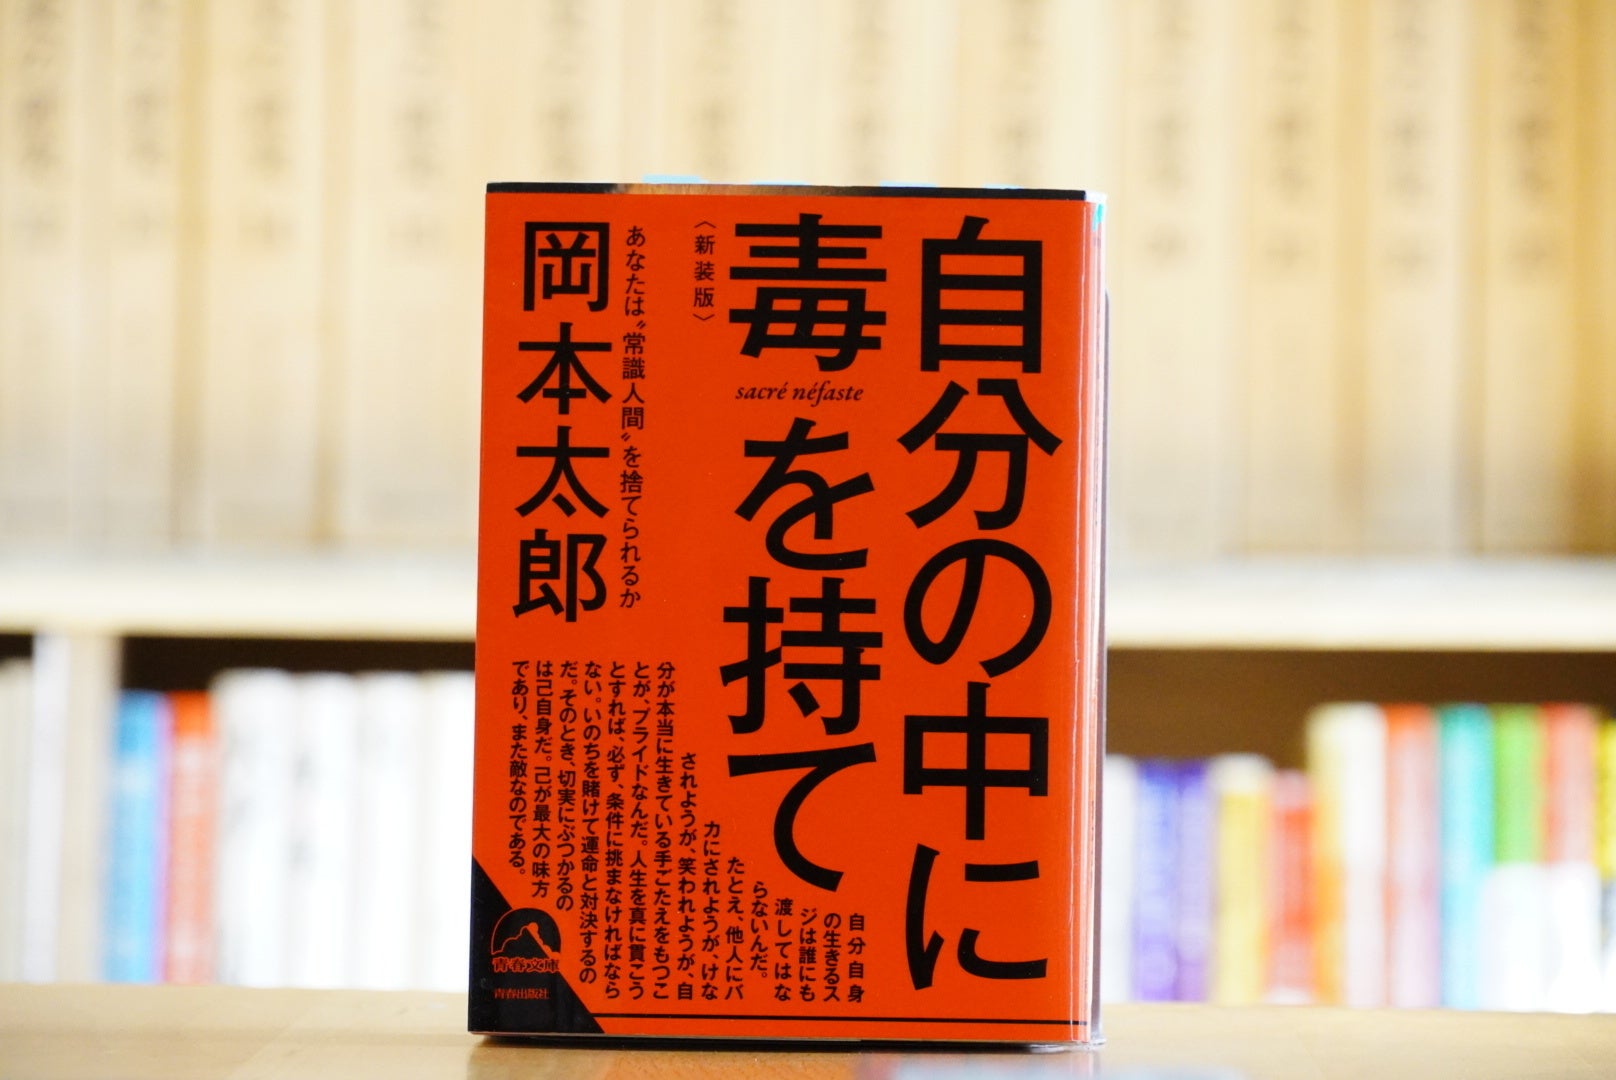 自分の中に
毒を持て
sacré néfaste
〈新装版〉
あなたは〝常識人間〟を捨てられるか
岡本太郎
自分自身
の生きるス
ジは誰にも
渡してはな
らないんだ。
たとえ、他人にバ
カにされようが、けな
されようが、笑われようが、自
分が本当に生きている手ごたえをもつこ
とが、プライドなんだ。人生を真に貫こう
とすれば、必ず、条件に挑まなければなら
ない。いのちを賭けて運命と対決するの
だ。そのとき、切実にぶつかるの
は己自身だ。己が最大の味方
であり、また敵なのである。
青春文庫
青春出版社